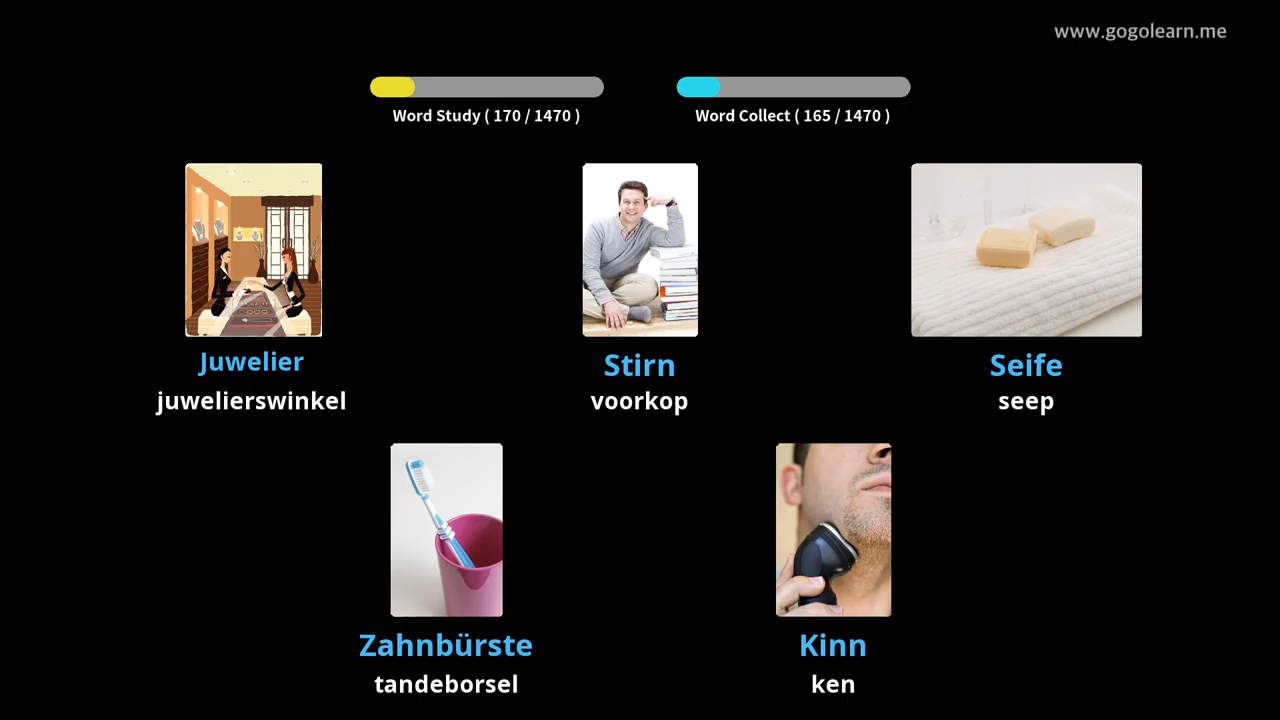 www.gogolearn.me
Word Study ( 170 / 1470 )
Word Collect ( 165 / 1470 )
Juwelier
juwelierswinkel
Stirn
voorkop
Seife
seep
Zahnbürste
tandeborsel
Kinn
ken